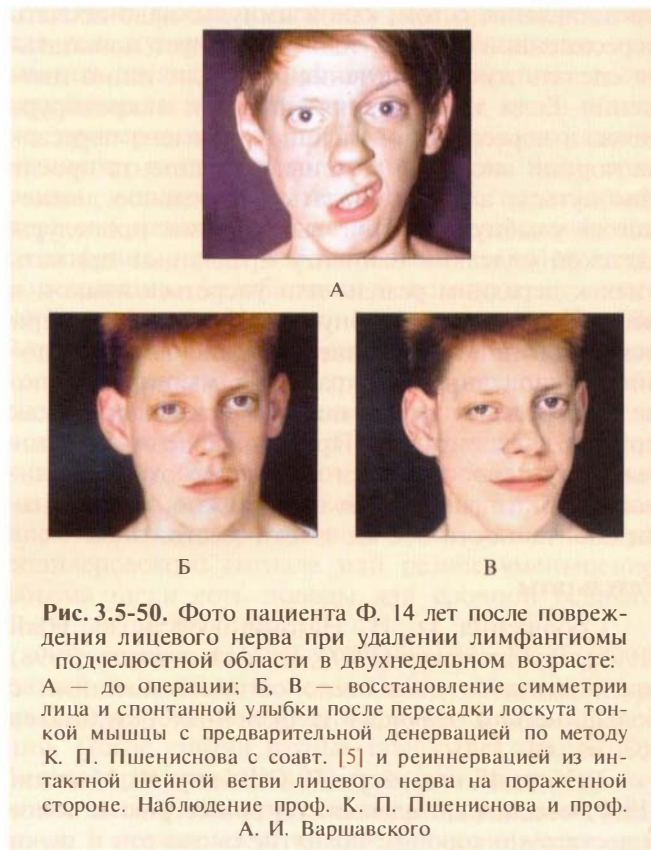 А
Б
В
Рис. 3.5-50. Фото пациента Ф. 14 лет после повреж-
дения лицевого нерва при удалении лимфангиомы
подчелюстной области в двухнедельном возрасте:
А — до операции; Б, В — восстановление симметрии
лица и спонтанной улыбки после пересадки лоскута тон-
кой мышцы с предварительной денервацией по методу
К. П. Пшениснова с соавт. [5] и реиннервацией из ин-
тактной шейной ветви лицевого нерва на пораженной
стороне. Наблюдение проф. К. П. Пшениснова и проф.
А. И. Варшавского